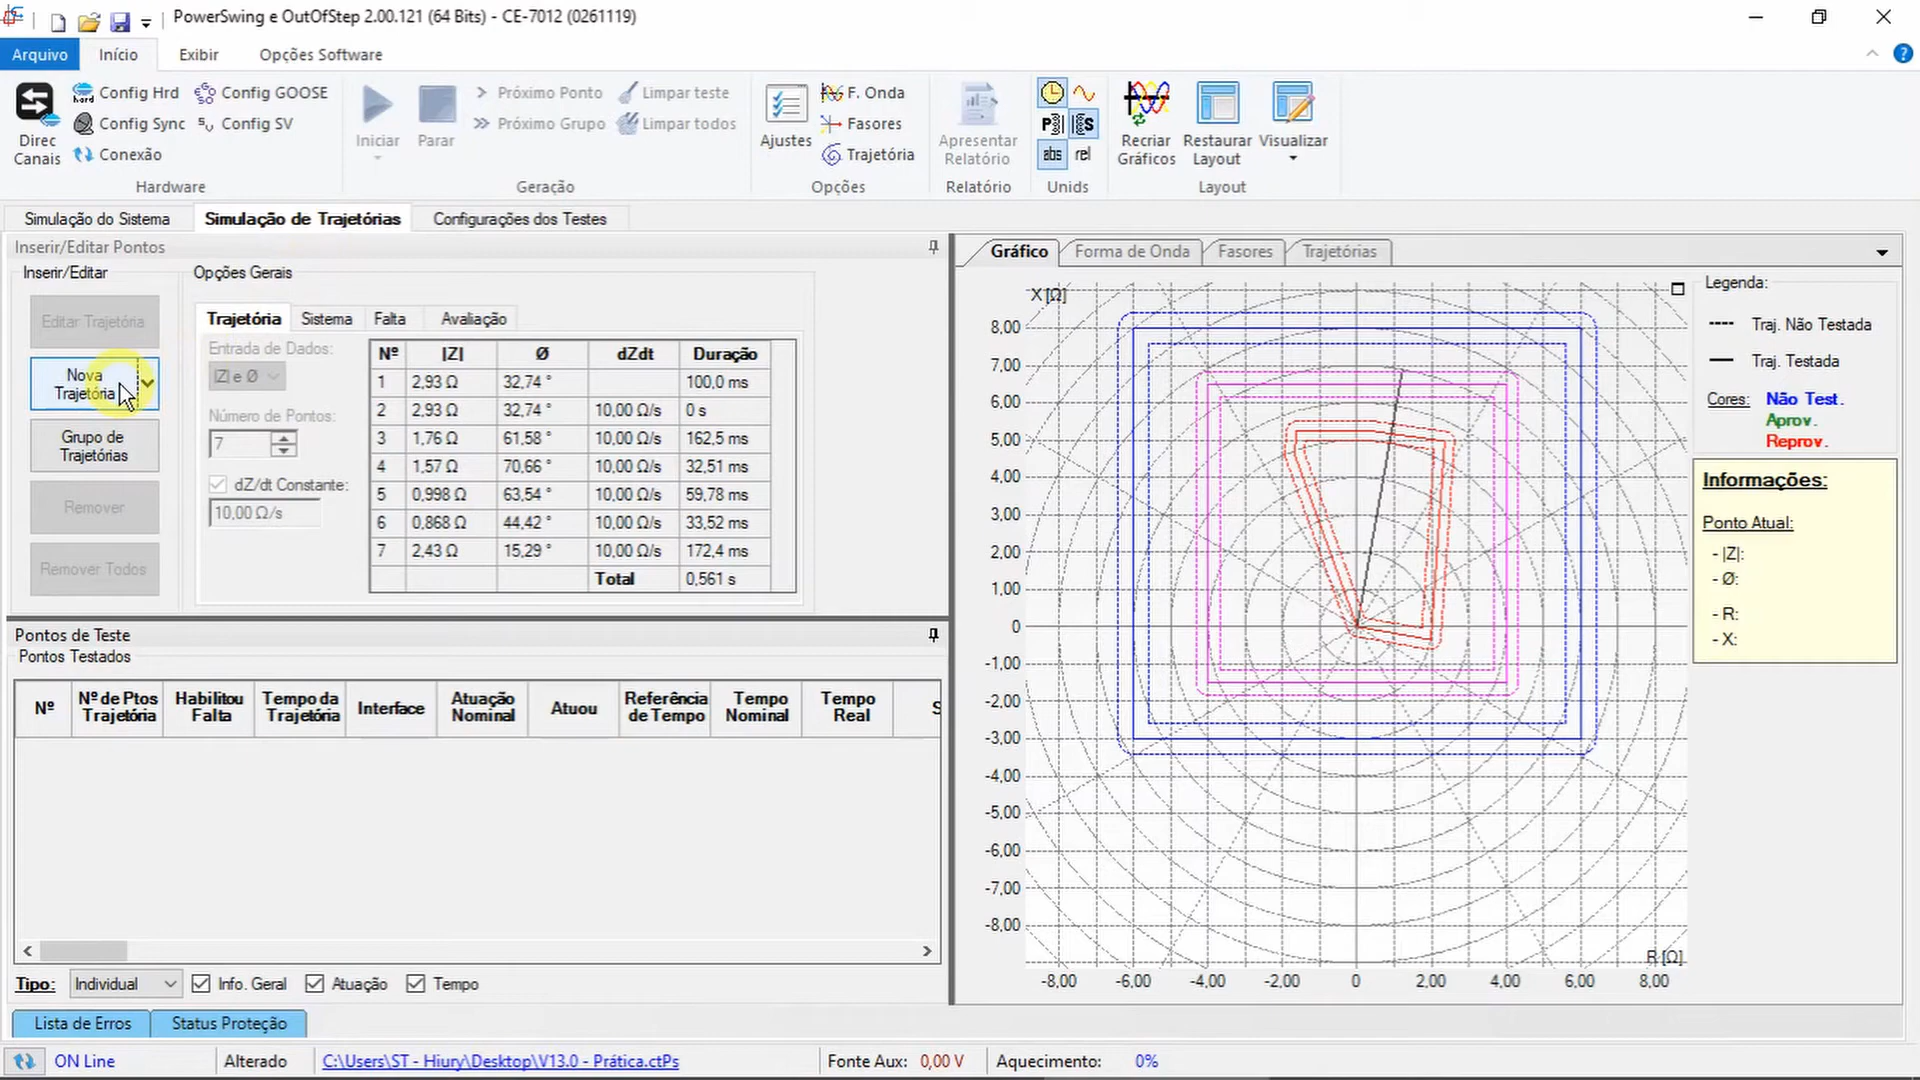 PowerSwing e OutOfStep 2.00.121 (64 Bits) - CE-7012 (0261119)
Arquivo Início Exibir Opções Software
Direc Canais
Config Hrd Config GOOSE
Config Sync Config SV
Conexão
Hardware
Iniciar Parar
Próximo Ponto Limpar teste
Próximo Grupo Limpar todos
Geração
Ajustes
F. Onda
Fasores
Trajetória
Opções
Apresentar Relatório
Relatório
abs rel
Unids
Recriar Gráficos
Restaurar Layout
Visualizar
Layout
Simulação do Sistema Simulação de Trajetórias Configurações dos Testes
Inserir/Editar Pontos
Inserir/Editar
Editar Trajetória
Nova Trajetória
Grupo de Trajetórias
Remover
Remover Todos
Opções Gerais
Trajetória Sistema Falta Avaliação
Entrada de Dados:
|Z| e Ø
Número de Pontos:
7
dZ/dt Constante:
10,00 Ω/s
Nº |Z| Ø dZdt Duração
1 2,93 Ω 32,74 ° 100,0 ms
2 2,93 Ω 32,74 ° 10,00 Ω/s 0 s
3 1,76 Ω 61,58 ° 10,00 Ω/s 162,5 ms
4 1,57 Ω 70,66 ° 10,00 Ω/s 32,51 ms
5 0,998 Ω 63,54 ° 10,00 Ω/s 59,78 ms
6 0,868 Ω 44,42 ° 10,00 Ω/s 33,52 ms
7 2,43 Ω 15,29 ° 10,00 Ω/s 172,4 ms
Total 0,561 s
Pontos de Teste
Pontos Testados
Nº Nº de Ptos Trajetória Habilitou Falta Tempo da Trajetória Interface Atuação Nominal Atuou Referência de Tempo Tempo Nominal Tempo Real S
Tipo: Individual Info. Geral Atuação Tempo
Lista de Erros Status Proteção
Gráfico Forma de Onda Fasores Trajetórias
X [Ω]
8,00
7,00
6,00
5,00
4,00
3,00
2,00
1,00
0
-1,00
-2,00
-3,00
-4,00
-5,00
-6,00
-7,00
-8,00
R [Ω]
-8,00 -6,00 -4,00 -2,00 0 2,00 4,00 6,00 8,00
Legenda:
Traj. Não Testada
Traj. Testada
Cores: Não Test.
Aprov.
Reprov.
Informações:
Ponto Atual:
- |Z|:
- Ø:
- R:
- X:
ON Line Alterado C:\Users\ST - Hiury\Desktop\V13.0 - Prática.ctPs Fonte Aux: 0,00 V Aquecimento: 0%